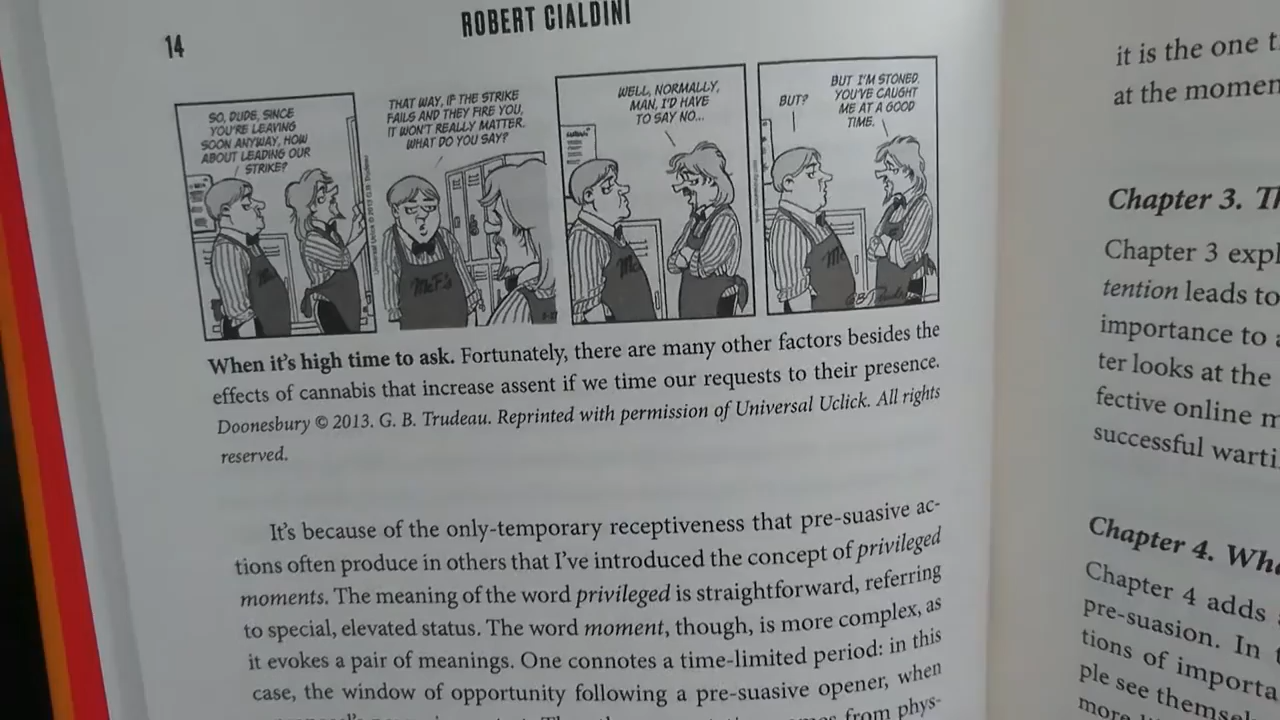 14
ROBERT CIALDINI
SO, DUDE, SINCE
YOU'RE LEAVING
SOON ANYWAY, HOW
ABOUT LEADING OUR
STRIKE?
THAT WAY, IF THE STRIKE
FAILS AND THEY FIRE YOU,
IT WON'T REALLY MATTER.
WHAT DO YOU SAY?
McF's
WELL, NORMALLY,
MAN, I'D HAVE
TO SAY NO...
BUT?
BUT I'M STONED.
YOU'VE CAUGHT
ME AT A GOOD
TIME.
When it's high time to ask. Fortunately, there are many other factors besides the
effects of cannabis that increase assent if we time our requests to their presence.
Doonesbury © 2013. G. B. Trudeau. Reprinted with permission of Universal Uclick. All rights
reserved.
It's because of the only-temporary receptiveness that pre-suasive ac-
tions often produce in others that I've introduced the concept of privileged
moments. The meaning of the word privileged is straightforward, referring
to special, elevated status. The word moment, though, is more complex, as
it evokes a pair of meanings. One connotes a time-limited period: in this
case, the window of opportunity following a pre-suasive opener, when
from phys-
it is the one
at the momen
Chapter 3.
Chapter 3 expl
tention leads to
importance to
ter looks at the
fective online
successful warti
Chapter 4.
Chapter 4 adds
pre-suasion. In
tions of importa
ple see themsel
more